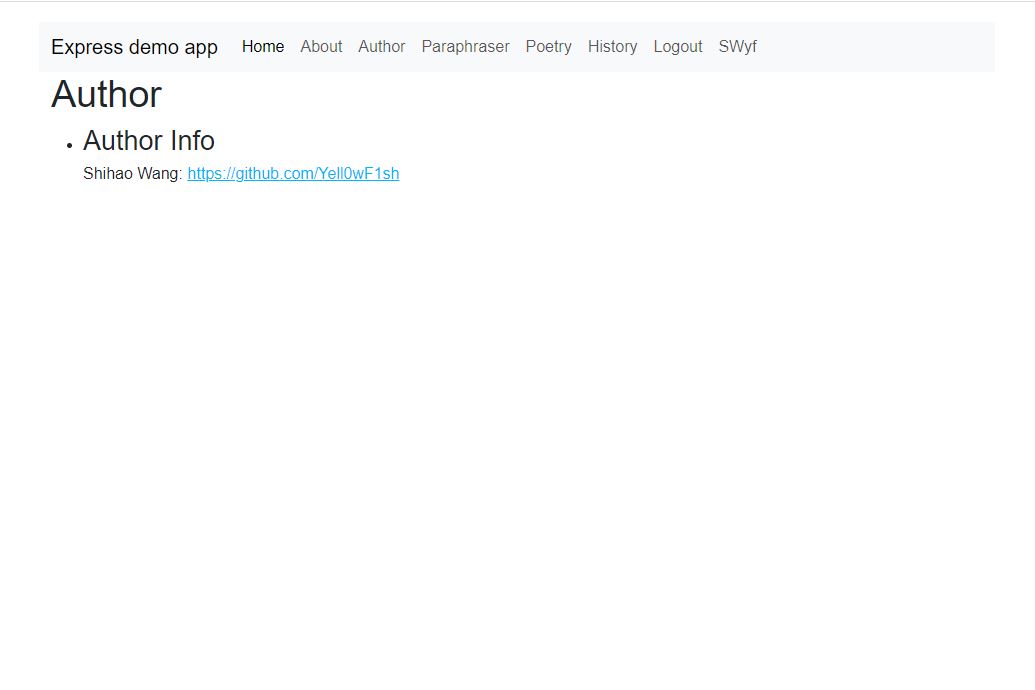 Express demo app Home About Author Paraphraser Poetry History Logout SWyf
Author
Author Info
Shihao Wang: https://github.com/Yell0wF1sh